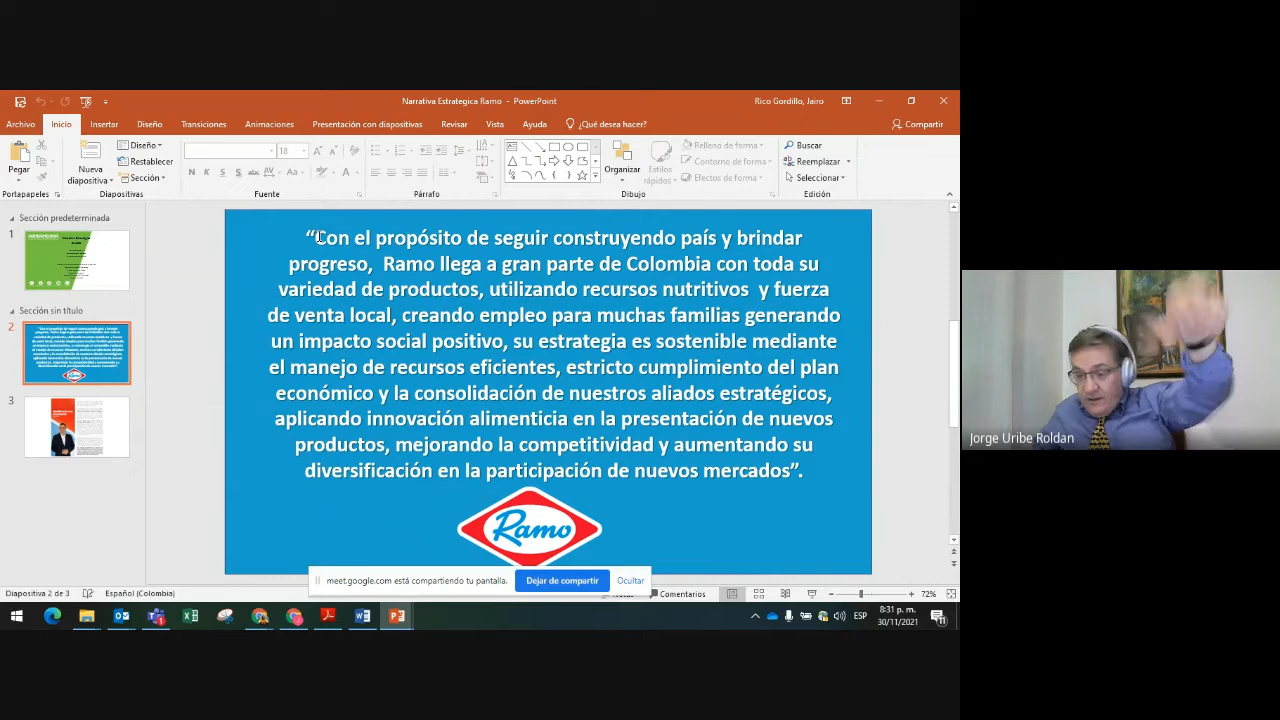 Narrativa Estrategica Ramo - PowerPoint
Rico Gordillo, Jairo
Archivo Inicio Insertar Diseño Transiciones Animaciones Presentación con diapositivas Revisar Vista Ayuda ¿Qué desea hacer? Compartir
Pegar
Nueva diapositiva
Diseño
Restablecer
Sección
18
N K S S abc AV Aa A
Organizar
Estilos rápidos
Relleno de forma
Contorno de forma
Efectos de forma
Buscar
Reemplazar
Seleccionar
Portapapeles Diapositivas Fuente Párrafo Dibujo Edición
Sección predeterminada
1
Sección sin título
2
3
“Con el propósito de seguir construyendo país y brindar
progreso, Ramo llega a gran parte de Colombia con toda su
variedad de productos, utilizando recursos nutritivos y fuerza
de venta local, creando empleo para muchas familias generando
un impacto social positivo, su estrategia es sostenible mediante
el manejo de recursos eficientes, estricto cumplimiento del plan
económico y la consolidación de nuestros aliados estratégicos,
aplicando innovación alimenticia en la presentación de nuevos
productos, mejorando la competitividad y aumentando su
diversificación en la participación de nuevos mercados”.
Ramo
meet.google.com está compartiendo tu pantalla. Dejar de compartir Ocultar
Diapositiva 2 de 3 Español (Colombia) Notas Comentarios 72%
ESP
8:31 p. m.
30/11/2021
Jorge Uribe Roldan